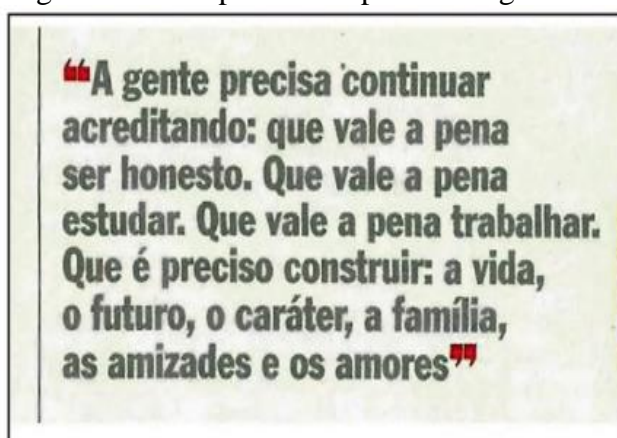 ❝A gente precisa continuar
acreditando: que vale a pena
ser honesto. Que vale a pena
estudar. Que vale a pena trabalhar.
Que é preciso construir: a vida,
o futuro, o caráter, a família,
as amizades e os amores❞